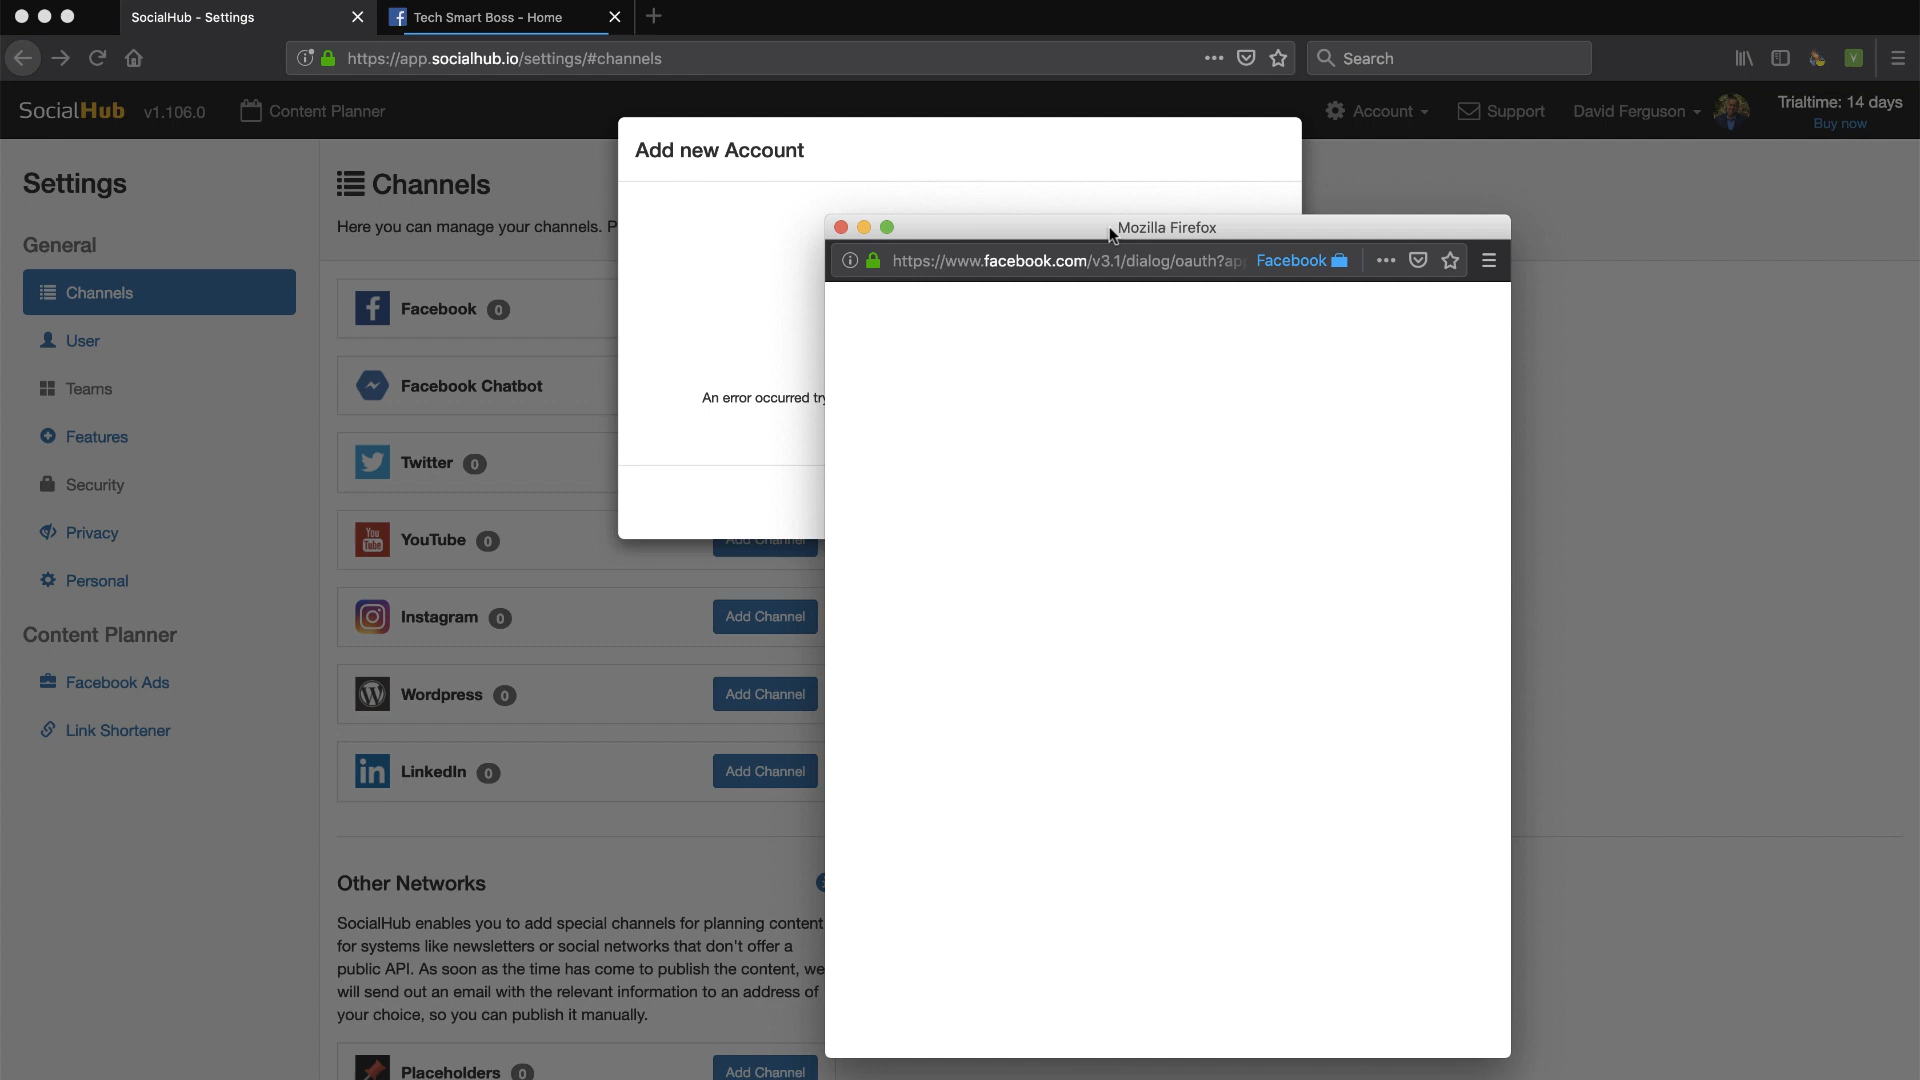 SocialHub - Settings
Tech Smart Boss - Home
https://app.socialhub.io/settings/#channels
Search
SocialHub v1.106.0
Content Planner
Account
Support
David Ferguson
Trialtime: 14 days
Buy now
Add new Account
An error occurred
Mozilla Firefox
https://www.facebook.com/v3.1/dialog/oauth?
Facebook
Settings
General
Channels
User
Teams
Features
Security
Privacy
Personal
Content Planner
Facebook Ads
Link Shortener
Channels
Here you can manage your channels.
Facebook 0
Facebook Chatbot
Twitter 0
YouTube 0
Add Channel
Instagram 0
Add Channel
Wordpress 0
Add Channel
LinkedIn 0
Add Channel
Other Networks
SocialHub enables you to add special channels for planning content
for systems like newsletters or social networks that don't offer a
public API. As soon as the time has come to publish the content, we
will send out an email with the relevant information to an address of
your choice, so you can publish it manually.
Placeholders 0
Add Channel